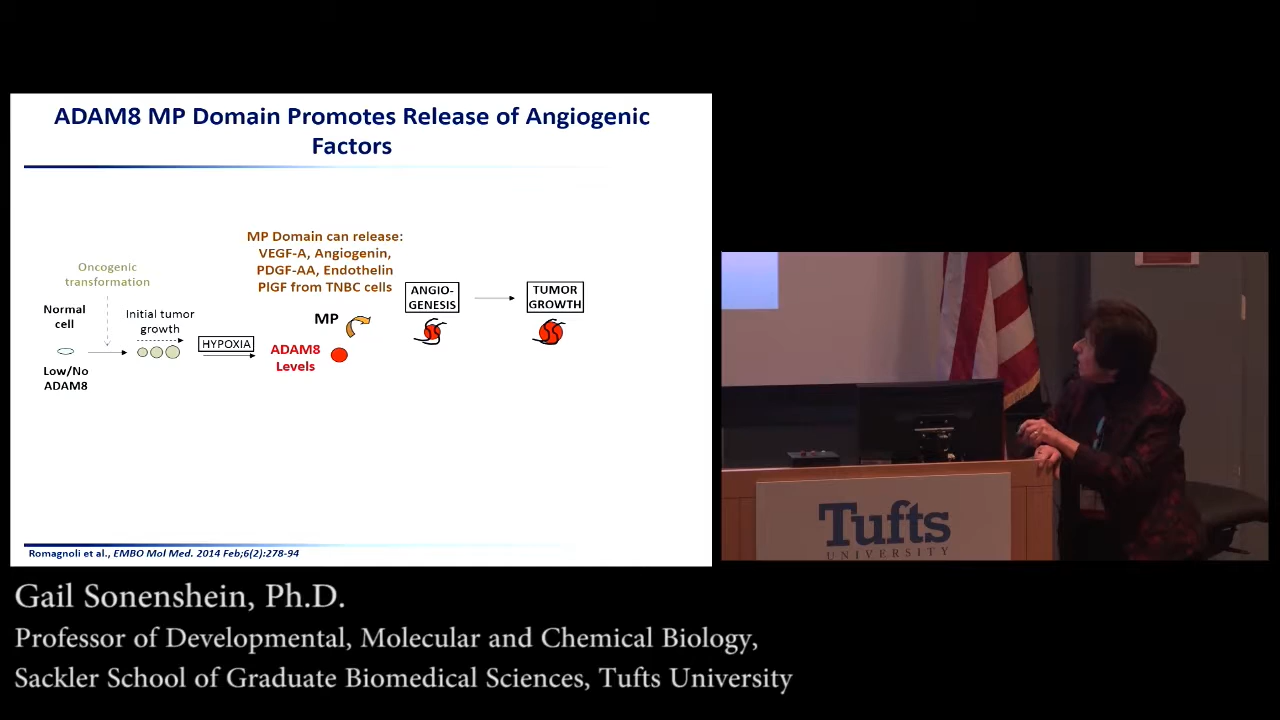 ADAM8 MP Domain Promotes Release of Angiogenic
Factors
MP Domain can release:
VEGF-A, Angiogenin,
PDGF-AA, Endothelin
PlGF from TNBC cells
Oncogenic
transformation
Normal
cell
Low/No
ADAM8
Initial tumor
growth
HYPOXIA
MP
ADAM8
Levels
ANGIO-
GENESIS
TUMOR
GROWTH
Romagnoli et al., EMBO Mol Med. 2014 Feb;6(2):278-94
Tufts
UNIVERSITY
Gail Sonenshein, Ph.D.
Professor of Developmental, Molecular and Chemical Biology,
Sackler School of Graduate Biomedical Sciences, Tufts University